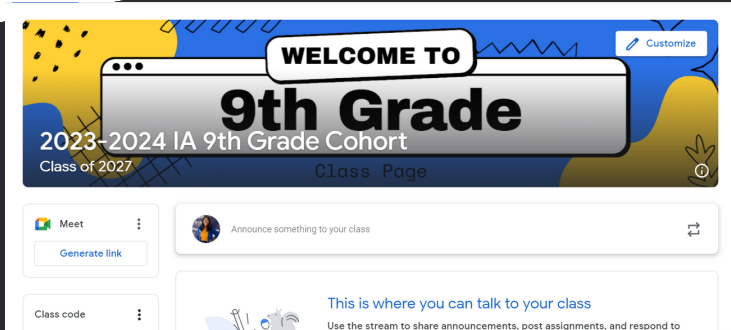 WELCOME TO
Customize
9th Grade
2023-2024 IA 9th Grade Cohort
Class of 2027
Class Page
Meet
Generate link
Announce something to your class
Class code
This is where you can talk to your class
Use the stream to share announcements, post assignments, and respond to